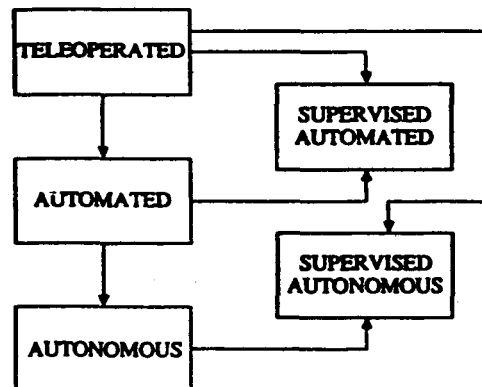 TELEOPERATED
SUPERVISED
AUTOMATED
AUTOMATED
SUPERVISED
AUTONOMOUS
AUTONOMOUS